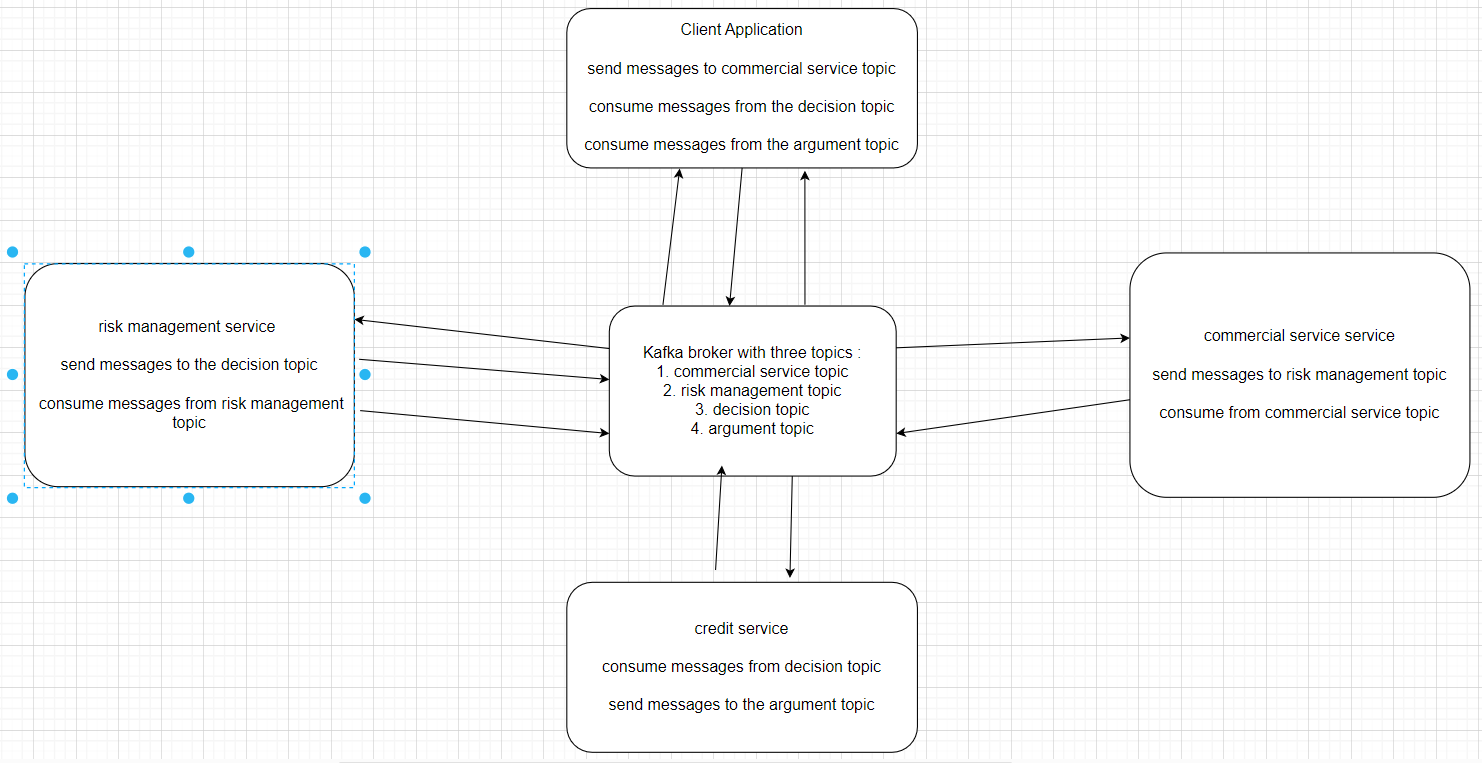 Client Application
send messages to commercial service topic
consume messages from the decision topic
consume messages from the argument topic
risk management service
send messages to the decision topic
consume messages from risk management
topic
Kafka broker with three topics :
1. commercial service topic
2. risk management topic
3. decision topic
4. argument topic
commercial service service
send messages to risk management topic
consume from commercial service topic
credit service
consume messages from decision topic
send messages to the argument topic